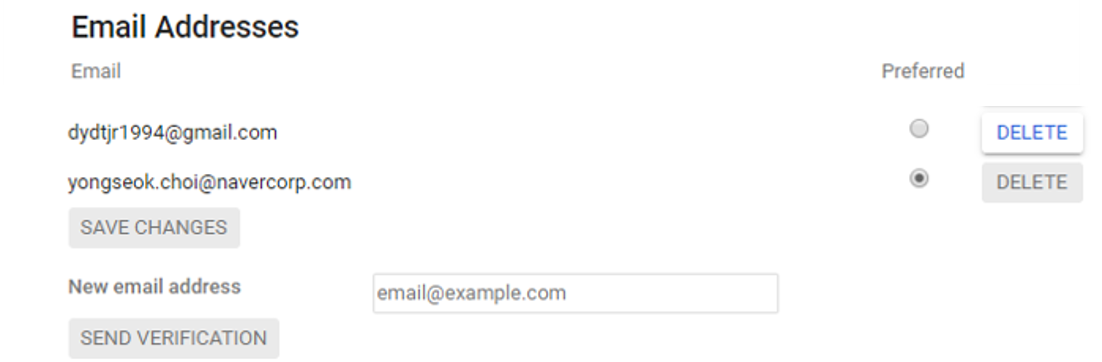 Email Addresses
Email Preferred
dydtjr1994@gmail.com DELETE
yongseok.choi@navercorp.com DELETE
SAVE CHANGES
New email address email@example.com
SEND VERIFICATION